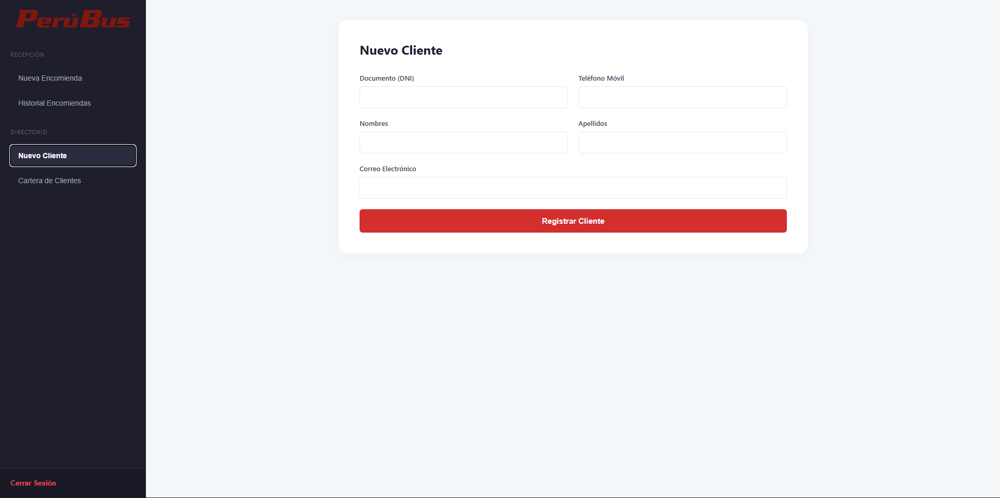 PerúBus
RECEPCIÓN
Nueva Encomienda
Historial Encomiendas
DIRECTORIO
Nuevo Cliente
Cartera de Clientes
Cerrar Sesión
Nuevo Cliente
Documento (DNI)
Teléfono Móvil
Nombres
Apellidos
Correo Electrónico
Registrar Cliente